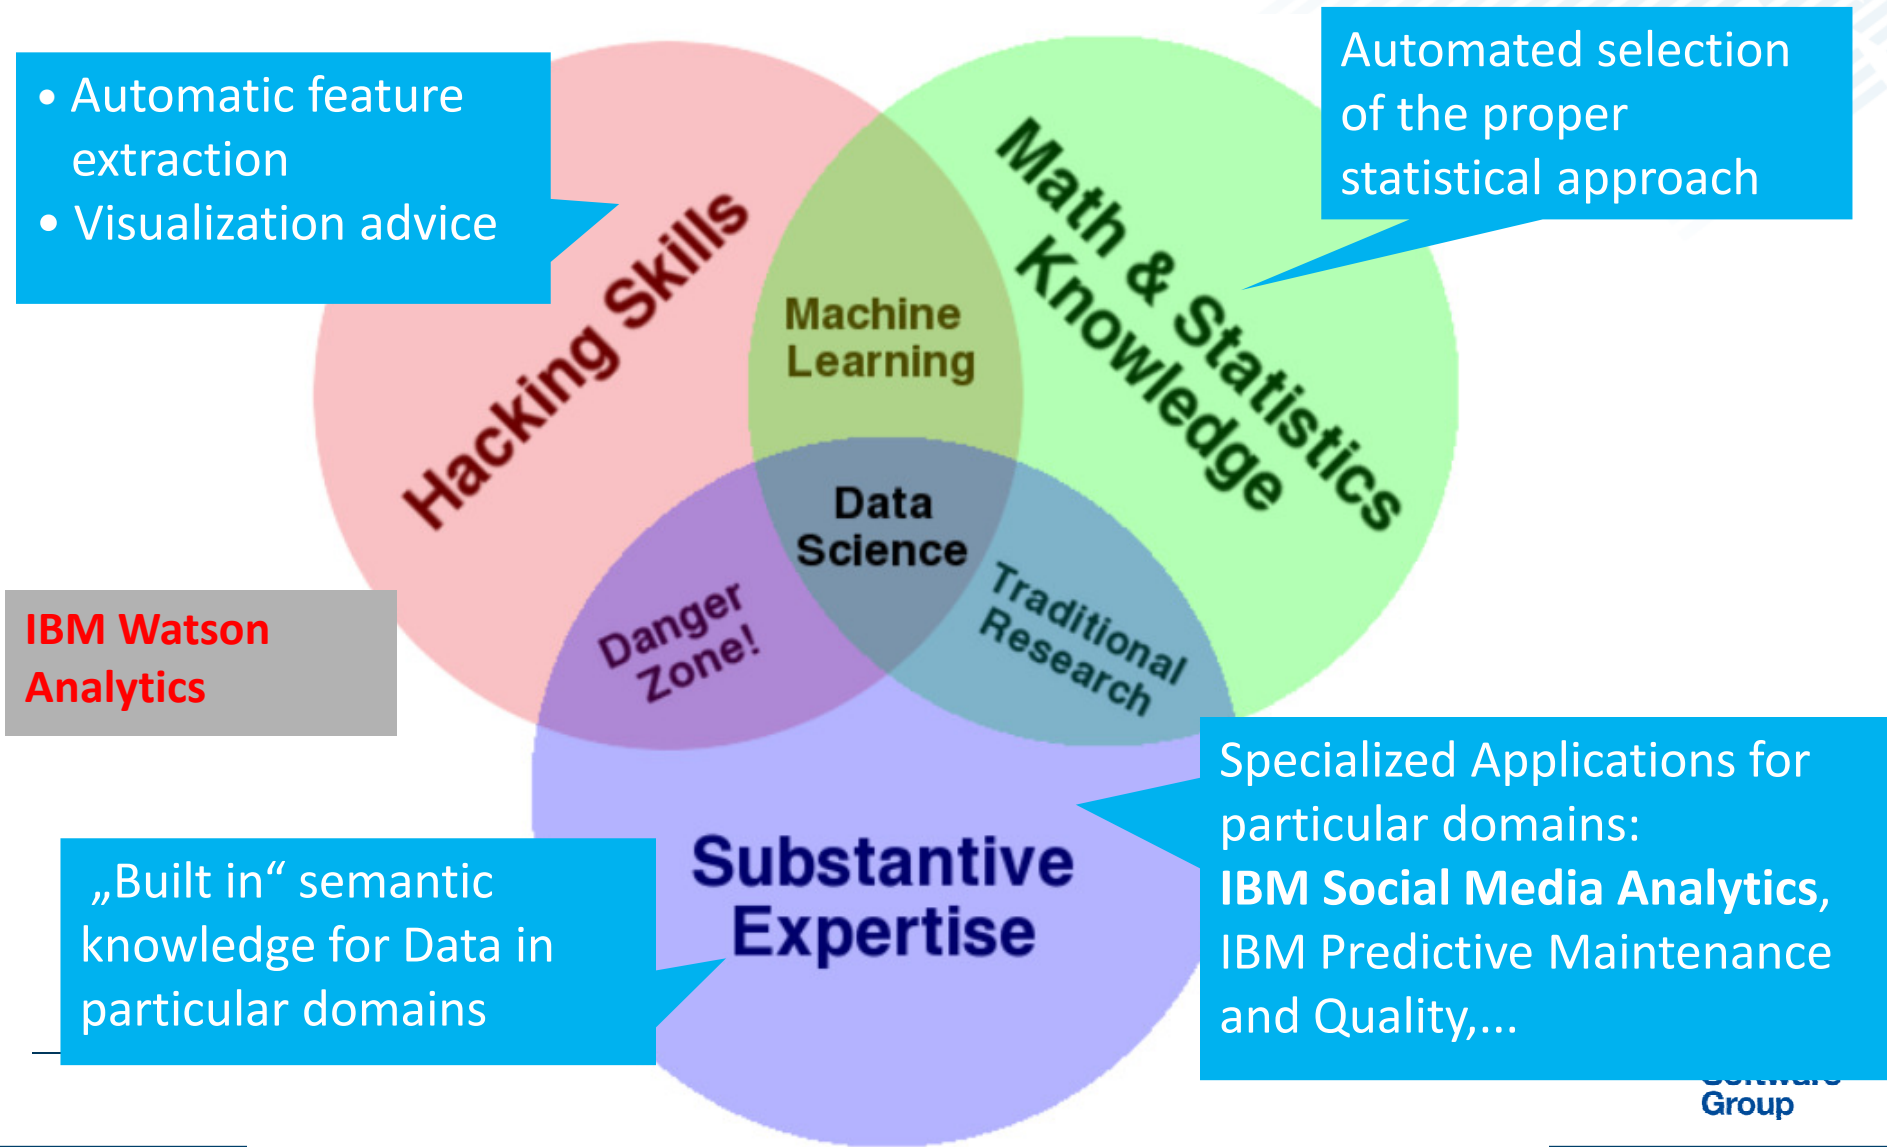 • Automatic feature
extraction
• Visualization advice
Automated selection
of the proper
statistical approach
Hacking Skills
Math & Statistics
Knowledge
Machine
Learning
Data
Science
Danger
Zone!
Traditional
Research
IBM Watson
Analytics
Substantive
Expertise
„Built in“ semantic
knowledge for Data in
particular domains
Specialized Applications for
particular domains:
IBM Social Media Analytics,
IBM Predictive Maintenance
and Quality,...
Group